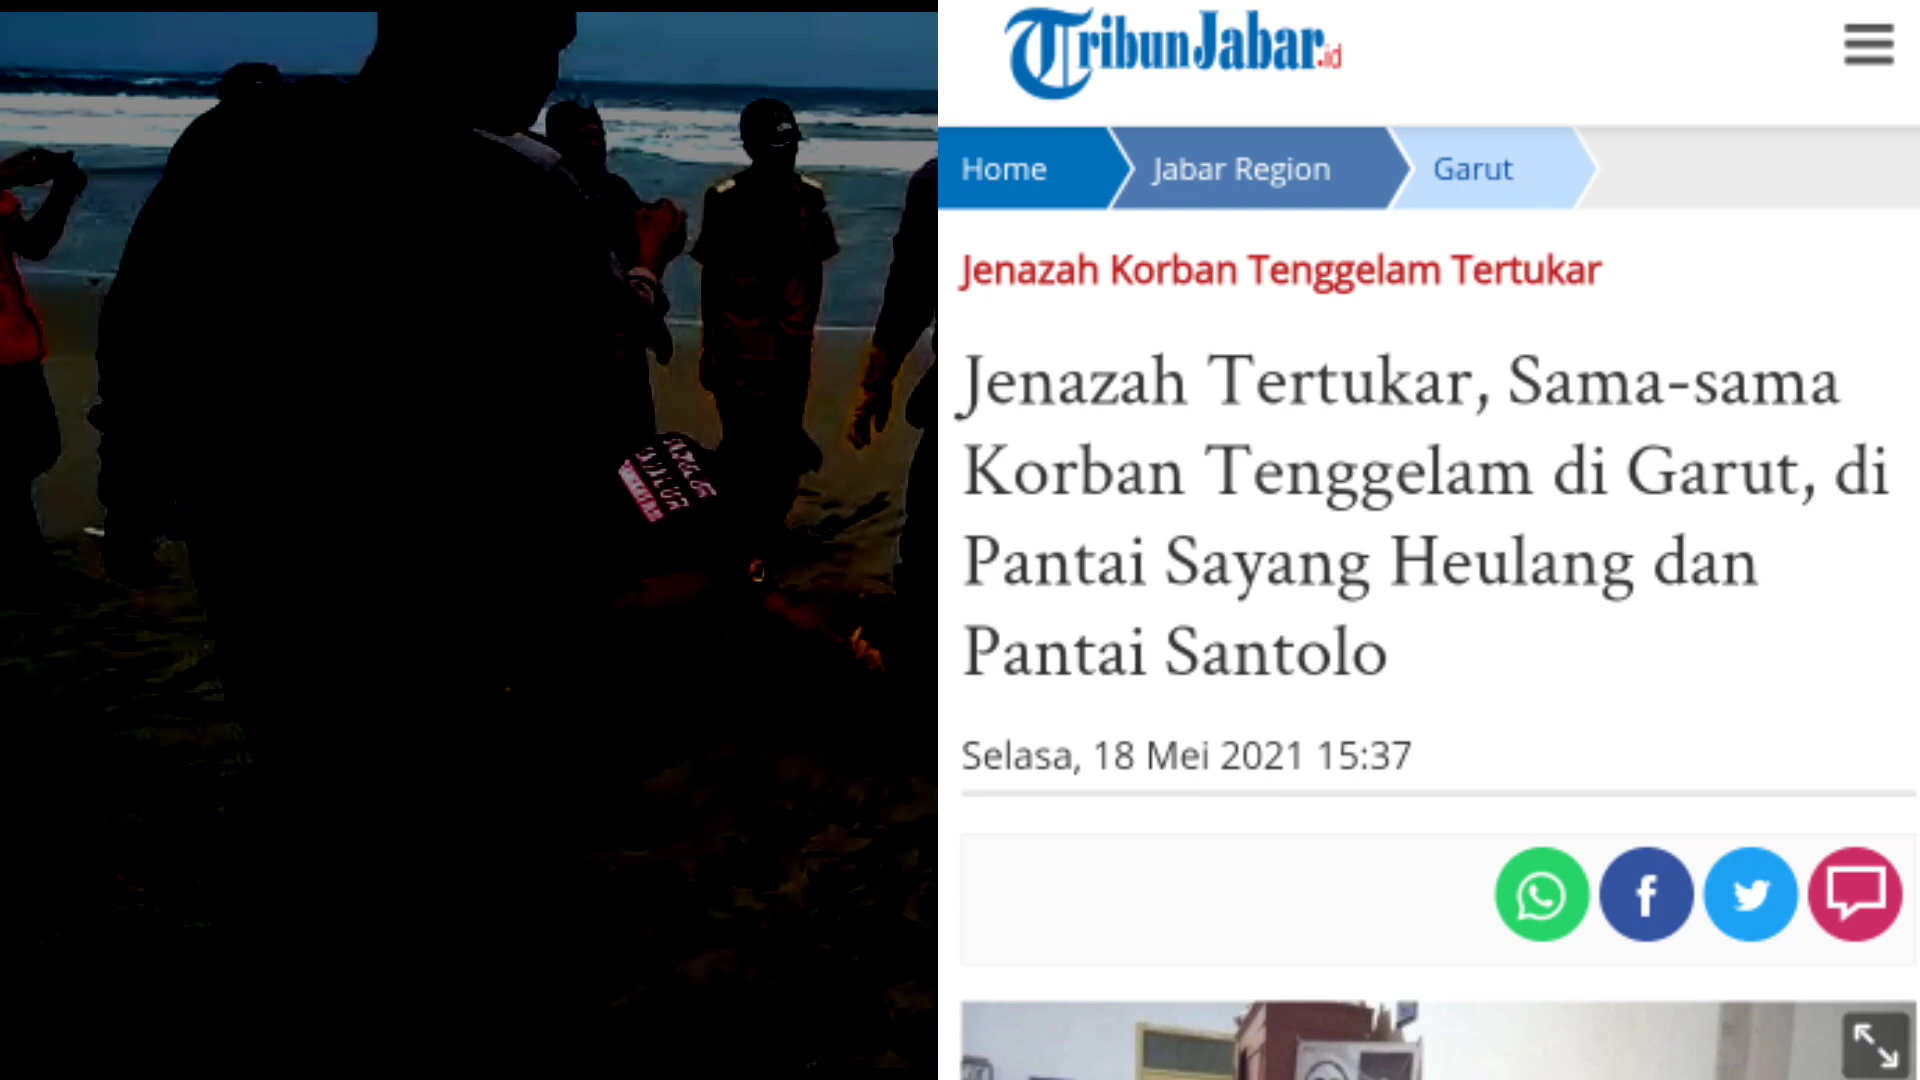 TribunJabar.id
Home Jabar Region Garut
Jenazah Korban Tenggelam Tertukar
Jenazah Tertukar, Sama-sama
Korban Tenggelam di Garut, di
Pantai Sayang Heulang dan
Pantai Santolo
Selasa, 18 Mei 2021 15:37